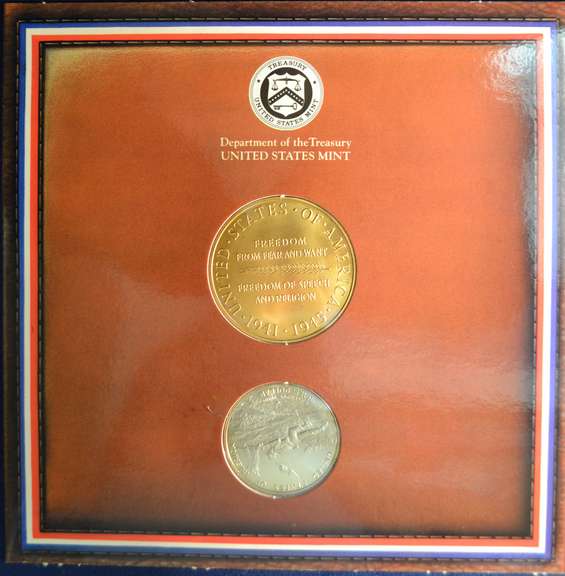 TREASURY
UNITED STATES MINT
Department of the Treasury
UNITED STATES MINT
UNITED · STATES · OF · AMERICA
FREEDOM
FROM FEAR AND WANT
FREEDOM OF SPEECH
AND RELIGION
1941 · 1945